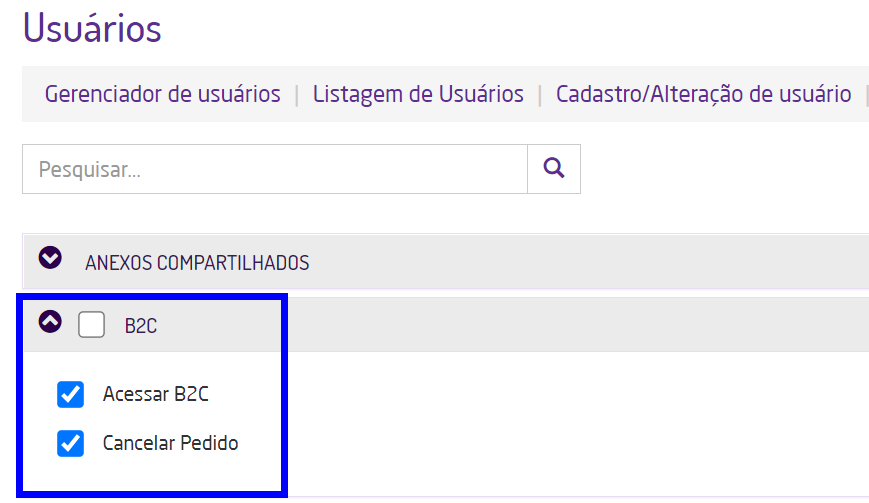 Usuários
Gerenciador de usuários | Listagem de Usuários | Cadastro/Alteração de usuário |
Pesquisar...
ANEXOS COMPARTILHADOS
B2C
Acessar B2C
Cancelar Pedido